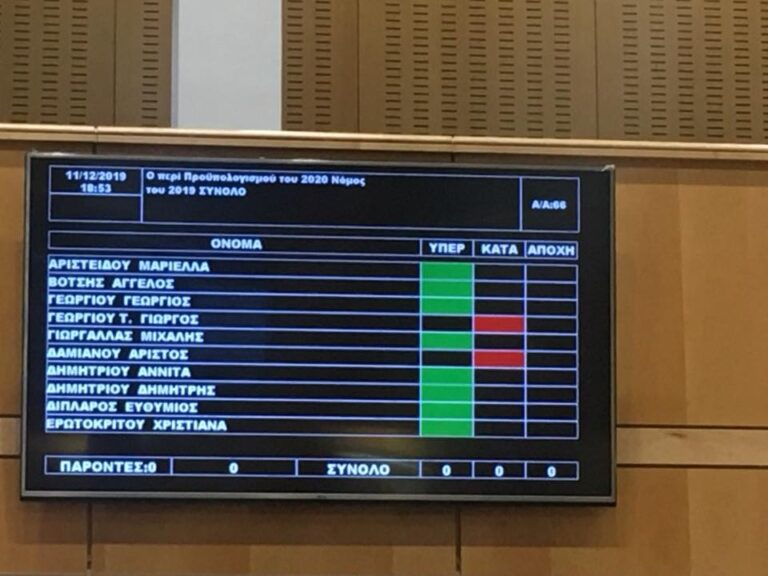 11/12/2019
18:53
Ο περί Προϋπολογισμού του 2020 Νόμος
του 2019 ΣΥΝΟΛΟ
Α/Α:66
ΟΝΟΜΑ ΥΠΕΡ ΚΑΤΑ ΑΠΟΧΗ
ΑΡΙΣΤΕΙΔΟΥ ΜΑΡΙΕΛΛΑ
ΒΟΤΣΗΣ ΑΓΓΕΛΟΣ
ΓΕΩΡΓΙΟΥ ΓΕΩΡΓΙΟΣ
ΓΕΩΡΓΙΟΥ Τ. ΓΙΩΡΓΟΣ
ΓΙΩΡΓΑΛΛΑΣ ΜΙΧΑΛΗΣ
ΔΑΜΙΑΝΟΥ ΑΡΙΣΤΟΣ
ΔΗΜΗΤΡΙΟΥ ΑΝΝΙΤΑ
ΔΗΜΗΤΡΙΟΥ ΔΗΜΗΤΡΗΣ
ΔΙΠΛΑΡΟΣ ΕΥΘΥΜΙΟΣ
ΕΡΩΤΟΚΡΙΤΟΥ ΧΡΙΣΤΙΑΝΑ
ΠΑΡΟΝΤΕΣ:0 0 ΣΥΝΟΛΟ 0 0 0